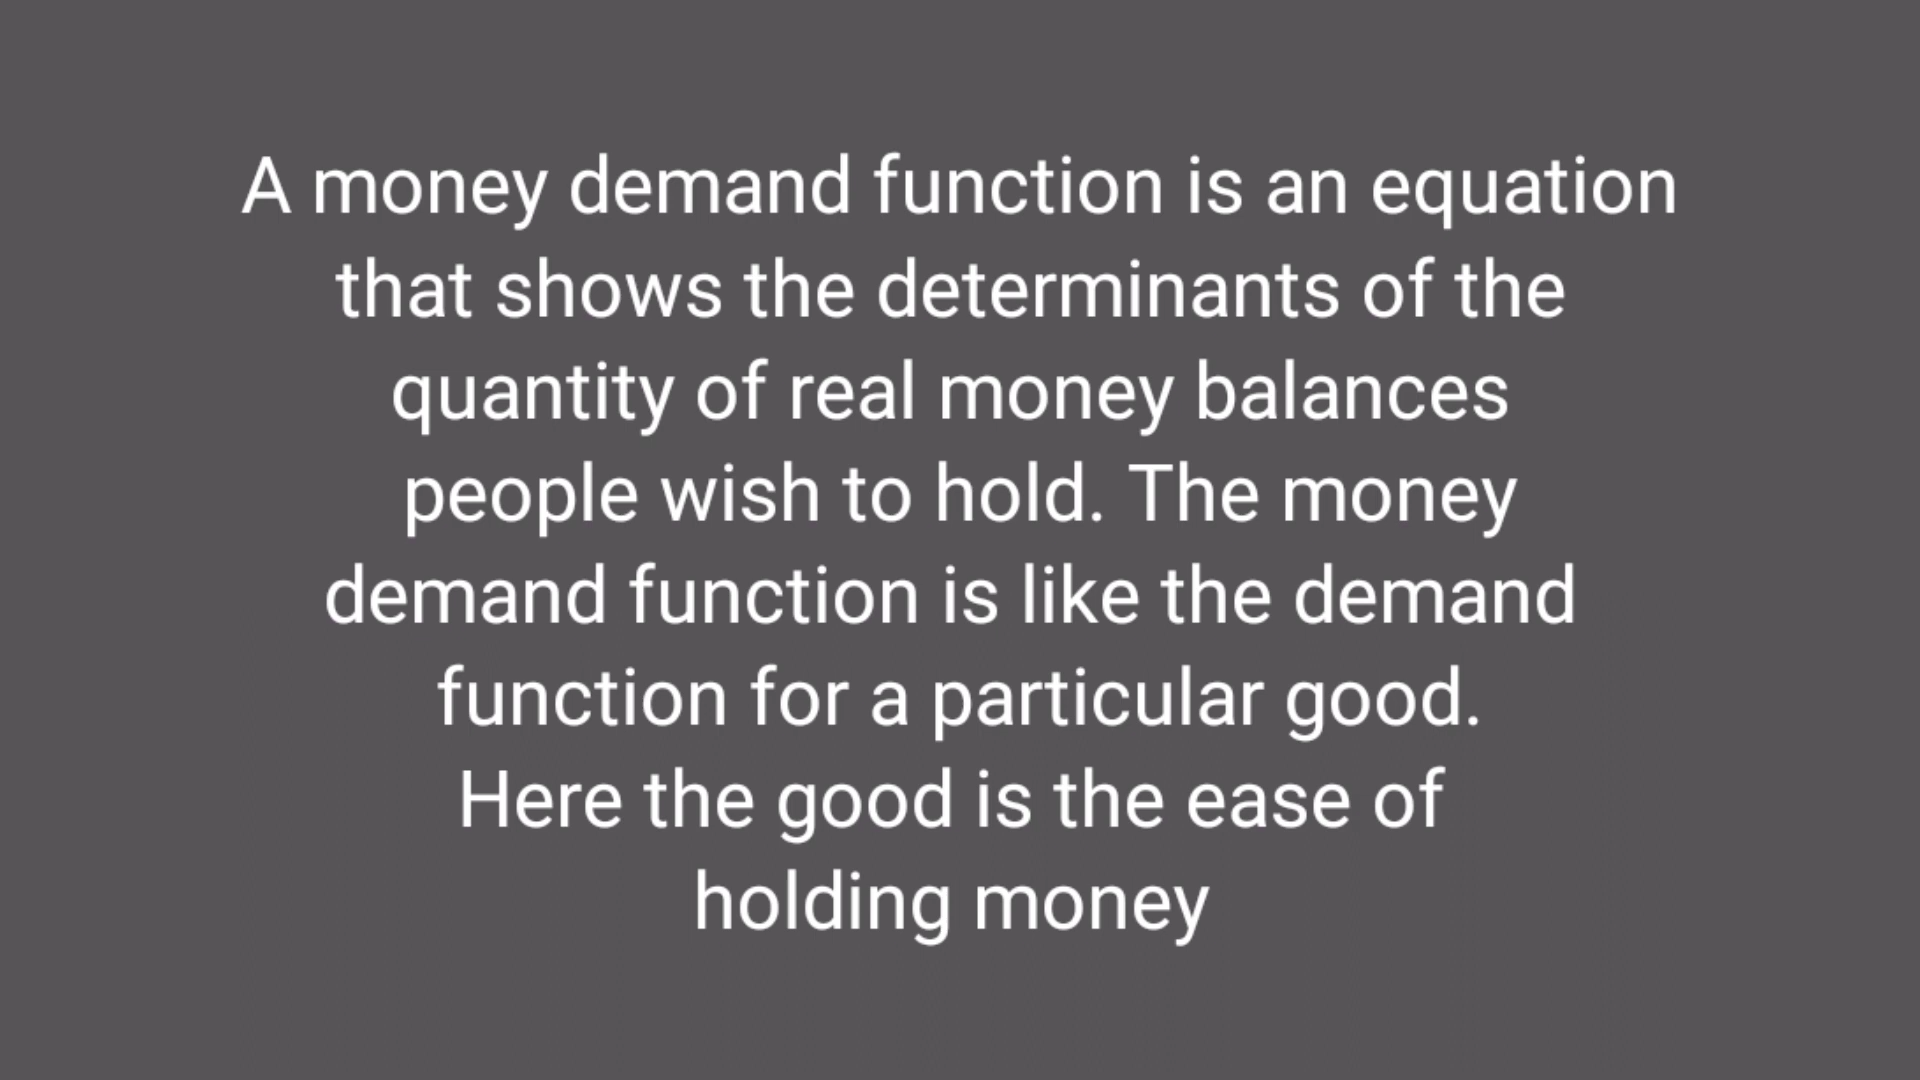 A money demand function is an equation
that shows the determinants of the
quantity of real money balances
people wish to hold. The money
demand function is like the demand
function for a particular good.
Here the good is the ease of
holding money